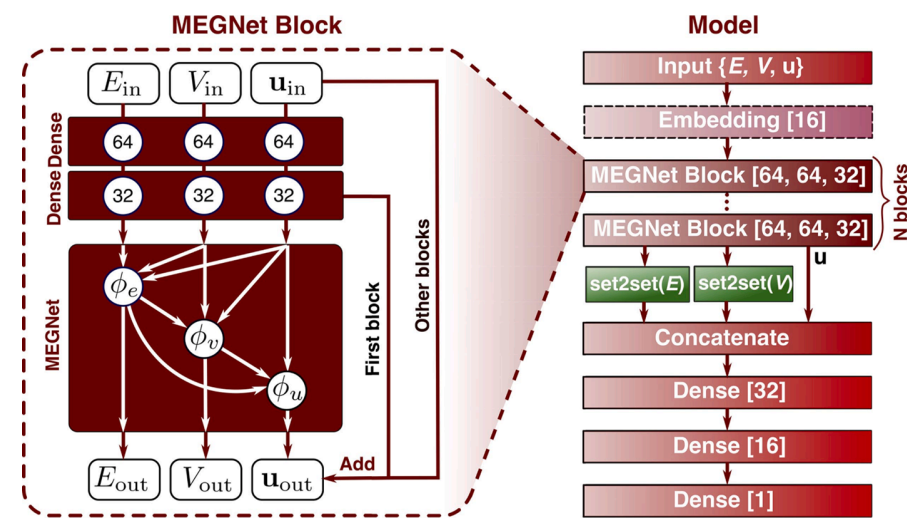 MEGNet Block
E_in V_in u_in
Dense
64 64 64
Dense
32 32 32
MEGNet
ϕ_e
ϕ_v
ϕ_u
First block
Other blocks
Add
E_out V_out u_out
Model
Input {E, V, u}
Embedding [16]
MEGNet Block [64, 64, 32]
MEGNet Block [64, 64, 32]
N blocks
u
set2set(E) set2set(V)
Concatenate
Dense [32]
Dense [16]
Dense [1]